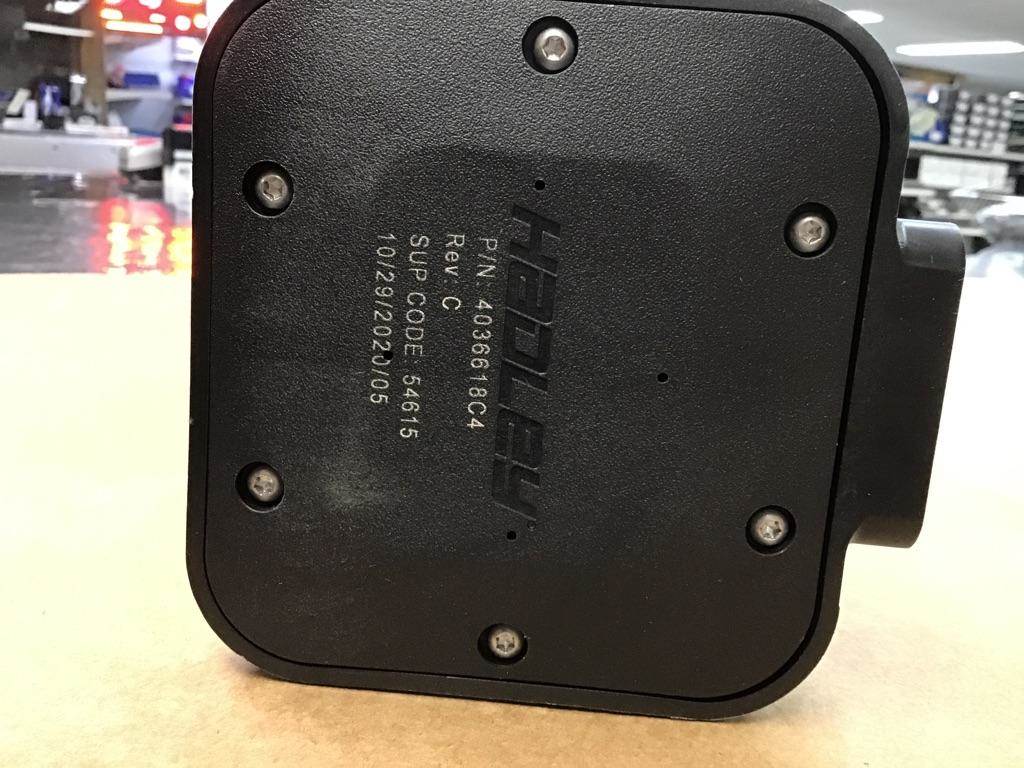 HADLEY
P/N: 4036618C4
Rev: C
SUP CODE: 54615
10/29/2020/05